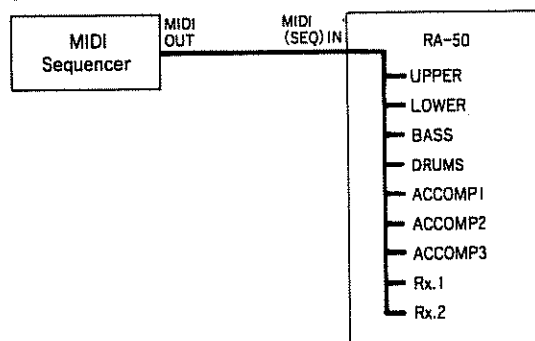 MIDI
Sequencer
MIDI
OUT
MIDI
(SEQ) IN
RA-50
UPPER
LOWER
BASS
DRUMS
ACCOMP1
ACCOMP2
ACCOMP3
Rx.1
Rx.2